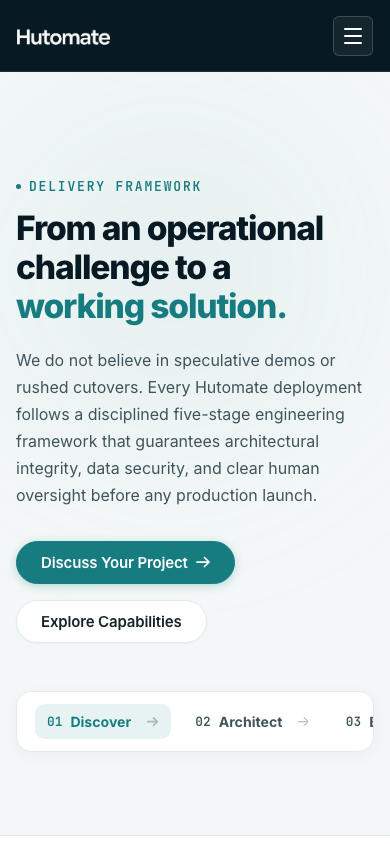 Hutomate
DELIVERY FRAMEWORK
From an operational
challenge to a
working solution.
We do not believe in speculative demos or
rushed cutovers. Every Hutomate deployment
follows a disciplined five-stage engineering
framework that guarantees architectural
integrity, data security, and clear human
oversight before any production launch.
Discuss Your Project →
Explore Capabilities
01 Discover → 02 Architect → 03